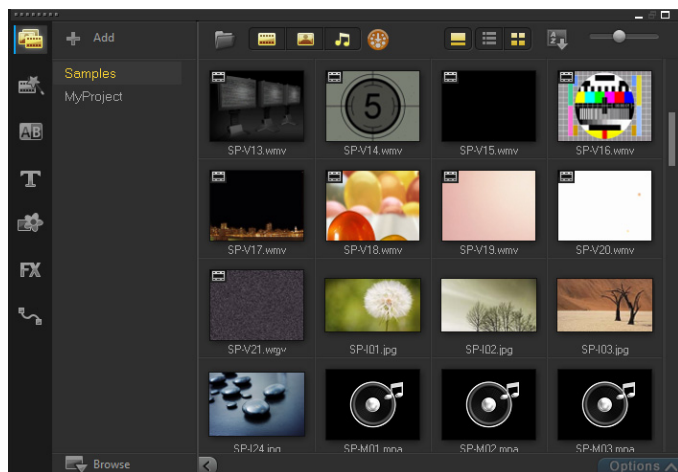 Add
Samples
MyProject
AB
T
FX
5
A
Z
SP-V13.wmv
SP-V14.wmv
SP-V15.wmv
SP-V16.wmv
SP-V17.wmv
SP-V18.wmv
SP-V19.wmv
SP-V20.wmv
SP-V21.wmv
SP-I01.jpg
SP-I02.jpg
SP-I03.jpg
SP-I24.jpg
SP-M01.mpa
SP-M02.mpa
SP-M03.mpa
Browse
Options